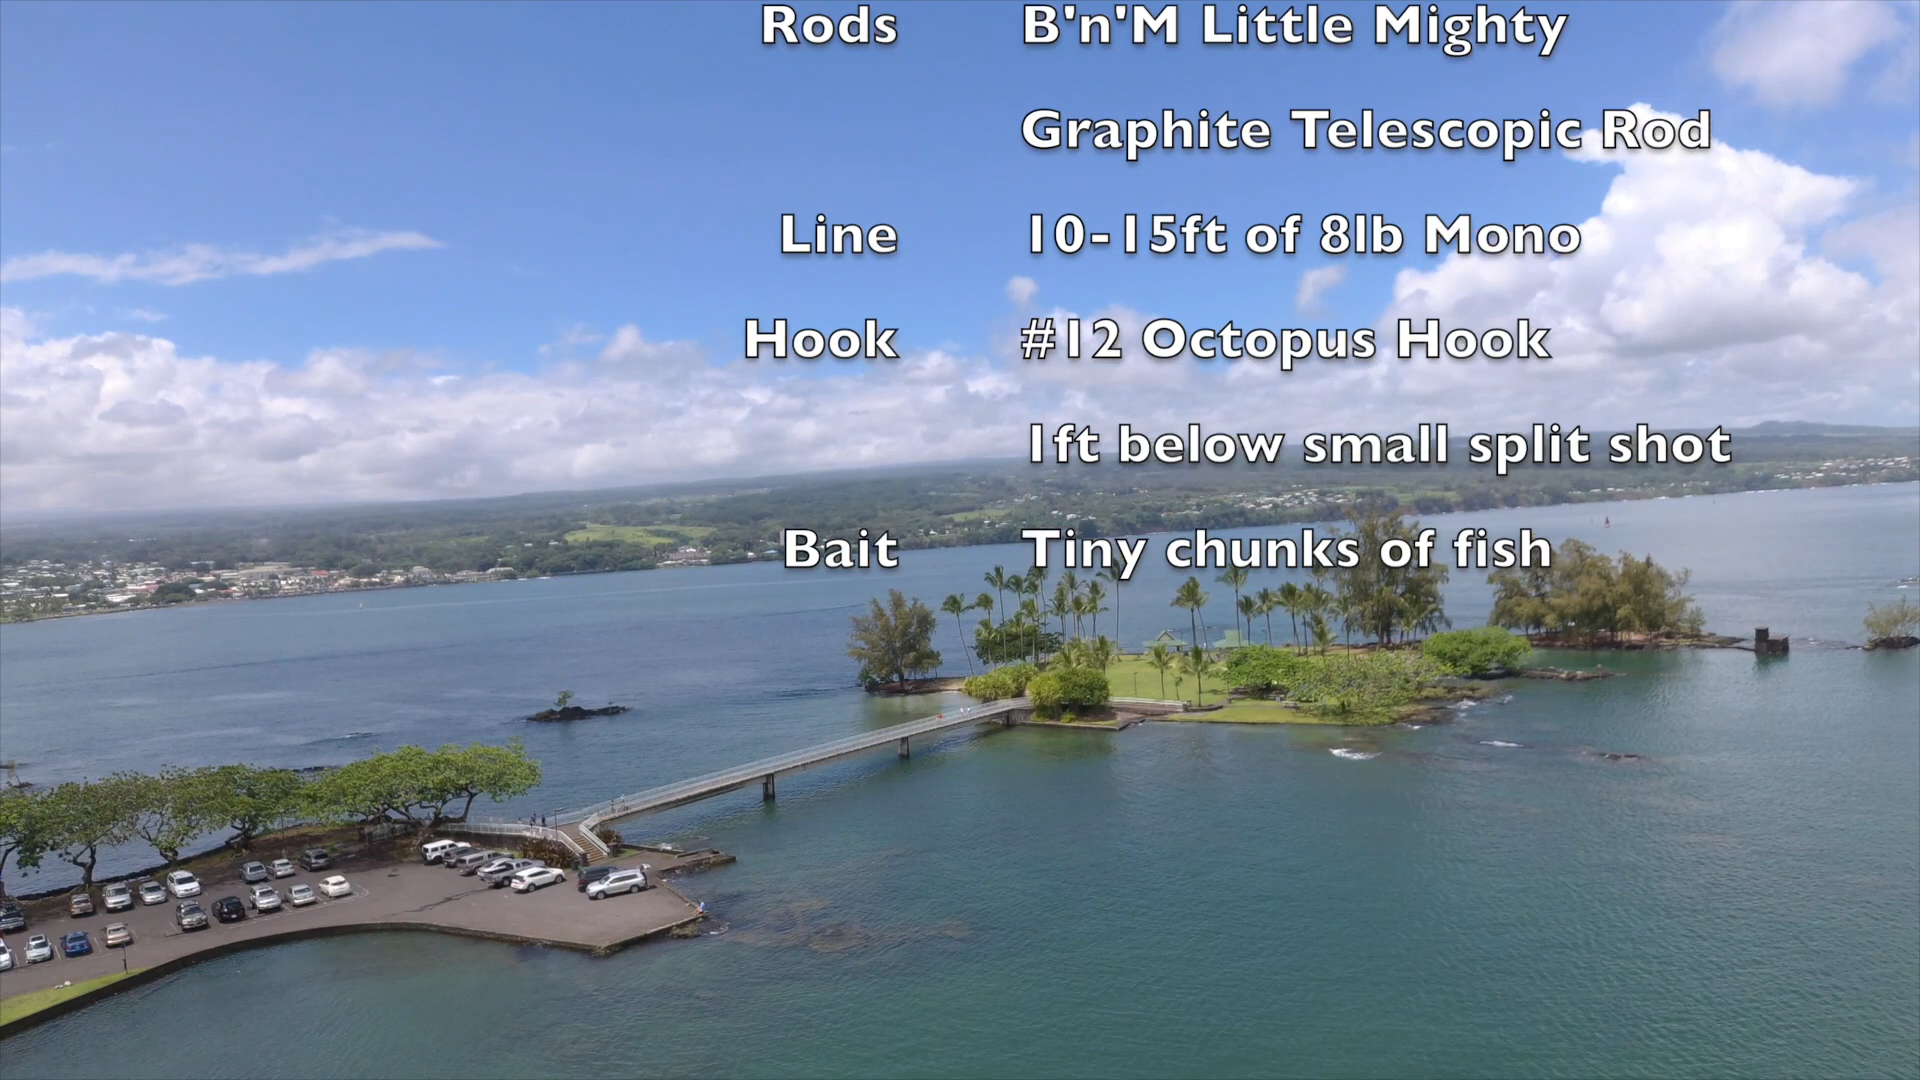 Rods B'n'M Little Mighty
Graphite Telescopic Rod
Line 10-15ft of 8lb Mono
Hook #12 Octopus Hook
1ft below small split shot
Bait Tiny chunks of fish